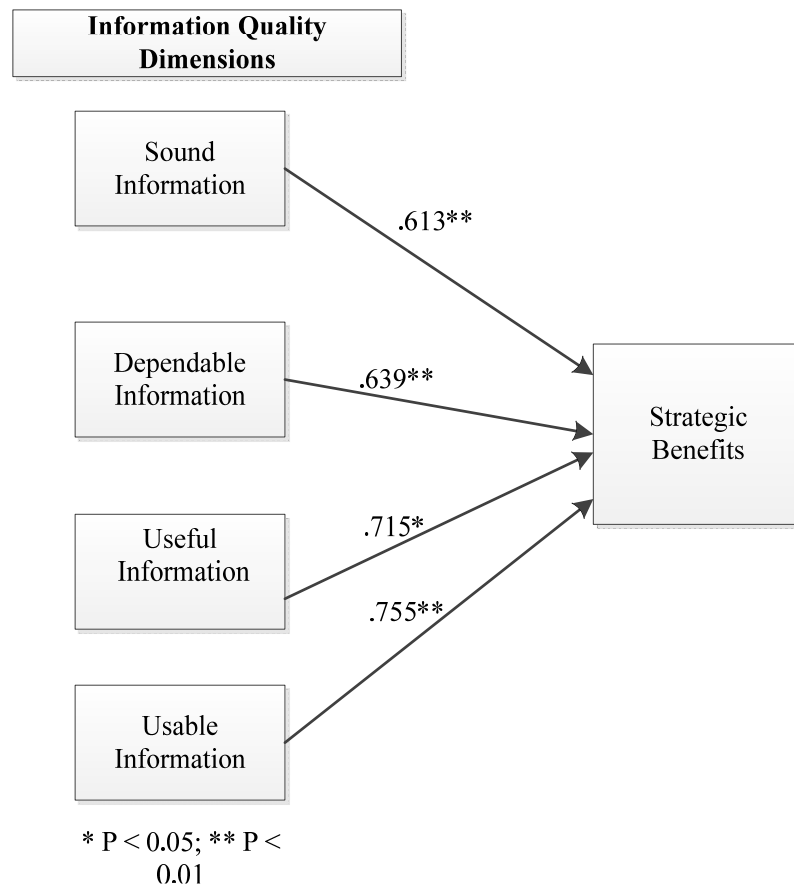 Information Quality
Dimensions
Sound
Information
.613**
Dependable
Information
.639**
Strategic
Benefits
Useful
Information
.715*
.755**
Usable
Information
* P < 0.05; ** P <
0.01